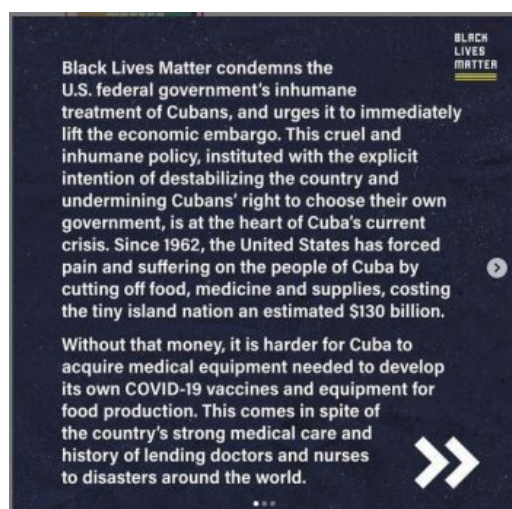 BLACK
LIVES
MATTER
Black Lives Matter condemns the
U.S. federal government's inhumane
treatment of Cubans, and urges it to immediately
lift the economic embargo. This cruel and
inhumane policy, instituted with the explicit
intention of destabilizing the country and
undermining Cubans' right to choose their own
government, is at the heart of Cuba's current
crisis. Since 1962, the United States has forced
pain and suffering on the people of Cuba by
cutting off food, medicine and supplies, costing
the tiny island nation an estimated $130 billion.
Without that money, it is harder for Cuba to
acquire medical equipment needed to develop
its own COVID-19 vaccines and equipment for
food production. This comes in spite of
the country's strong medical care and
history of lending doctors and nurses
to disasters around the world.